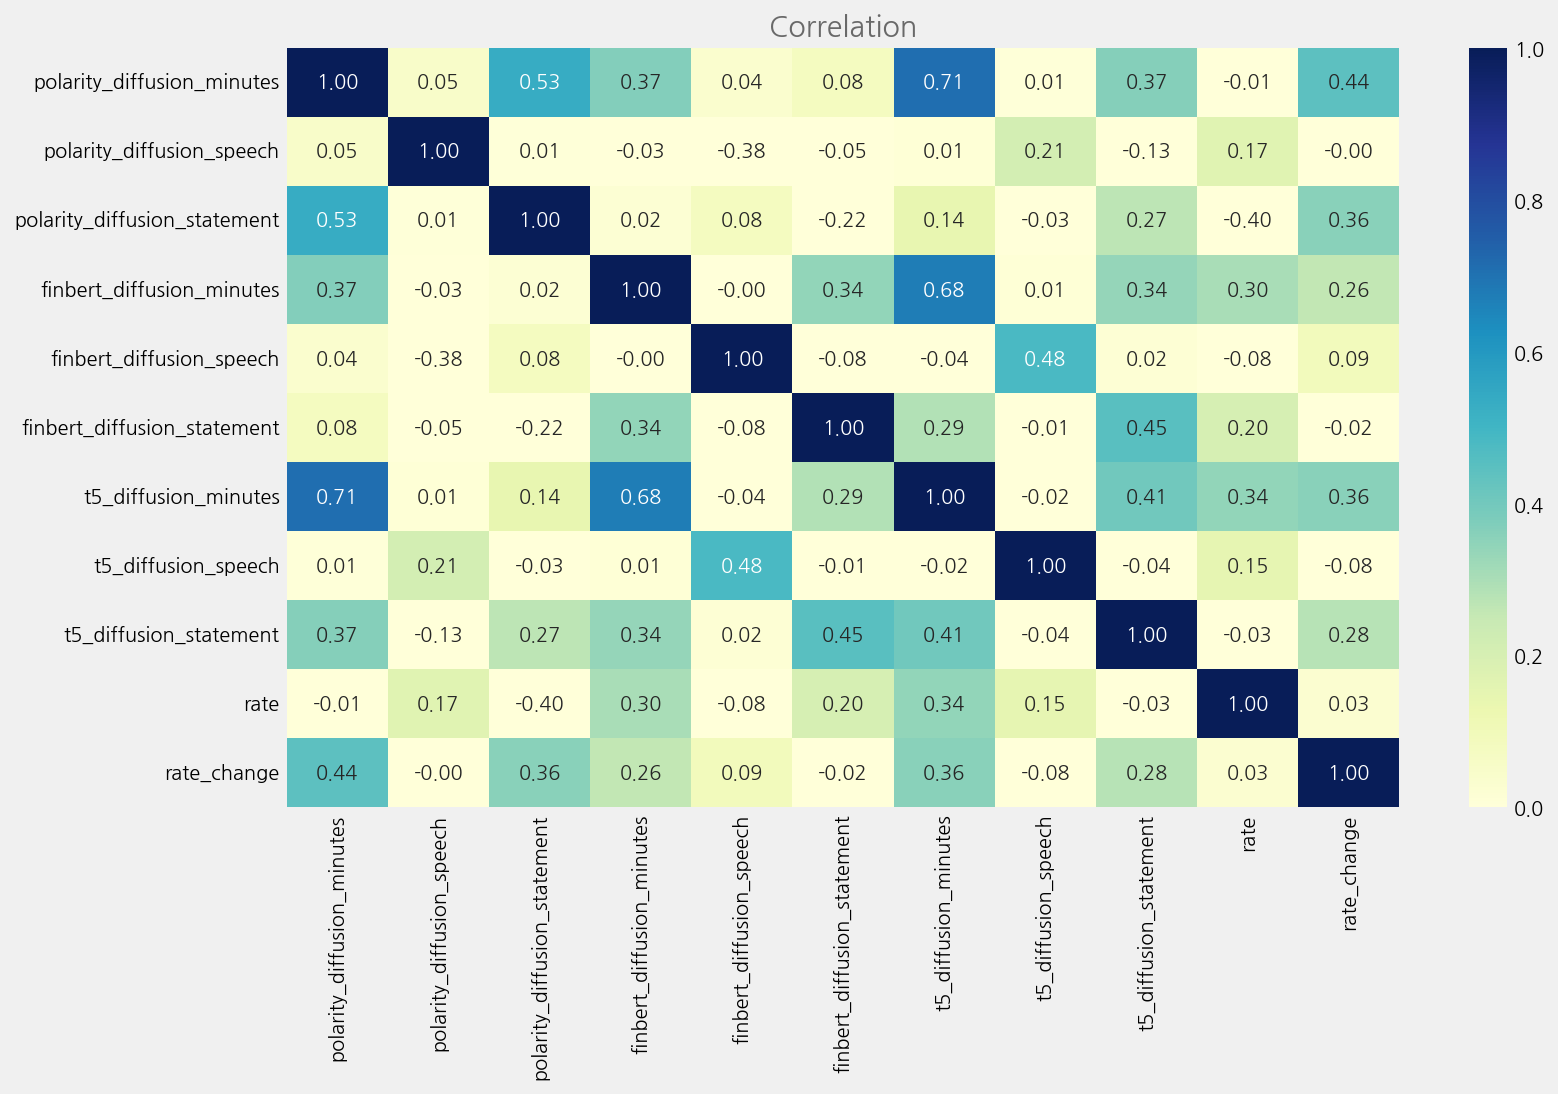 Correlation
polarity_diffusion_minutes 1.00 0.05 0.53 0.37 0.04 0.08 0.71 0.01 0.37 -0.01 0.44
polarity_diffusion_speech 0.05 1.00 0.01 -0.03 -0.38 -0.05 0.01 0.21 -0.13 0.17 -0.00
polarity_diffusion_statement 0.53 0.01 1.00 0.02 0.08 -0.22 0.14 -0.03 0.27 -0.40 0.36
finbert_diffusion_minutes 0.37 -0.03 0.02 1.00 -0.00 0.34 0.68 0.01 0.34 0.30 0.26
finbert_diffusion_speech 0.04 -0.38 0.08 -0.00 1.00 -0.08 -0.04 0.48 0.02 -0.08 0.09
finbert_diffusion_statement 0.08 -0.05 -0.22 0.34 -0.08 1.00 0.29 -0.01 0.45 0.20 -0.02
t5_diffusion_minutes 0.71 0.01 0.14 0.68 -0.04 0.29 1.00 -0.02 0.41 0.34 0.36
t5_diffusion_speech 0.01 0.21 -0.03 0.01 0.48 -0.01 -0.02 1.00 -0.04 0.15 -0.08
t5_diffusion_statement 0.37 -0.13 0.27 0.34 0.02 0.45 0.41 -0.04 1.00 -0.03 0.28
rate -0.01 0.17 -0.40 0.30 -0.08 0.20 0.34 0.15 -0.03 1.00 0.03
rate_change 0.44 -0.00 0.36 0.26 0.09 -0.02 0.36 -0.08 0.28 0.03 1.00
polarity_diffusion_minutes
polarity_diffusion_speech
polarity_diffusion_statement
finbert_diffusion_minutes
finbert_diffusion_speech
finbert_diffusion_statement
t5_diffusion_minutes
t5_diffusion_speech
t5_diffusion_statement
rate
rate_change
1.0
0.8
0.6
0.4
0.2
0.0